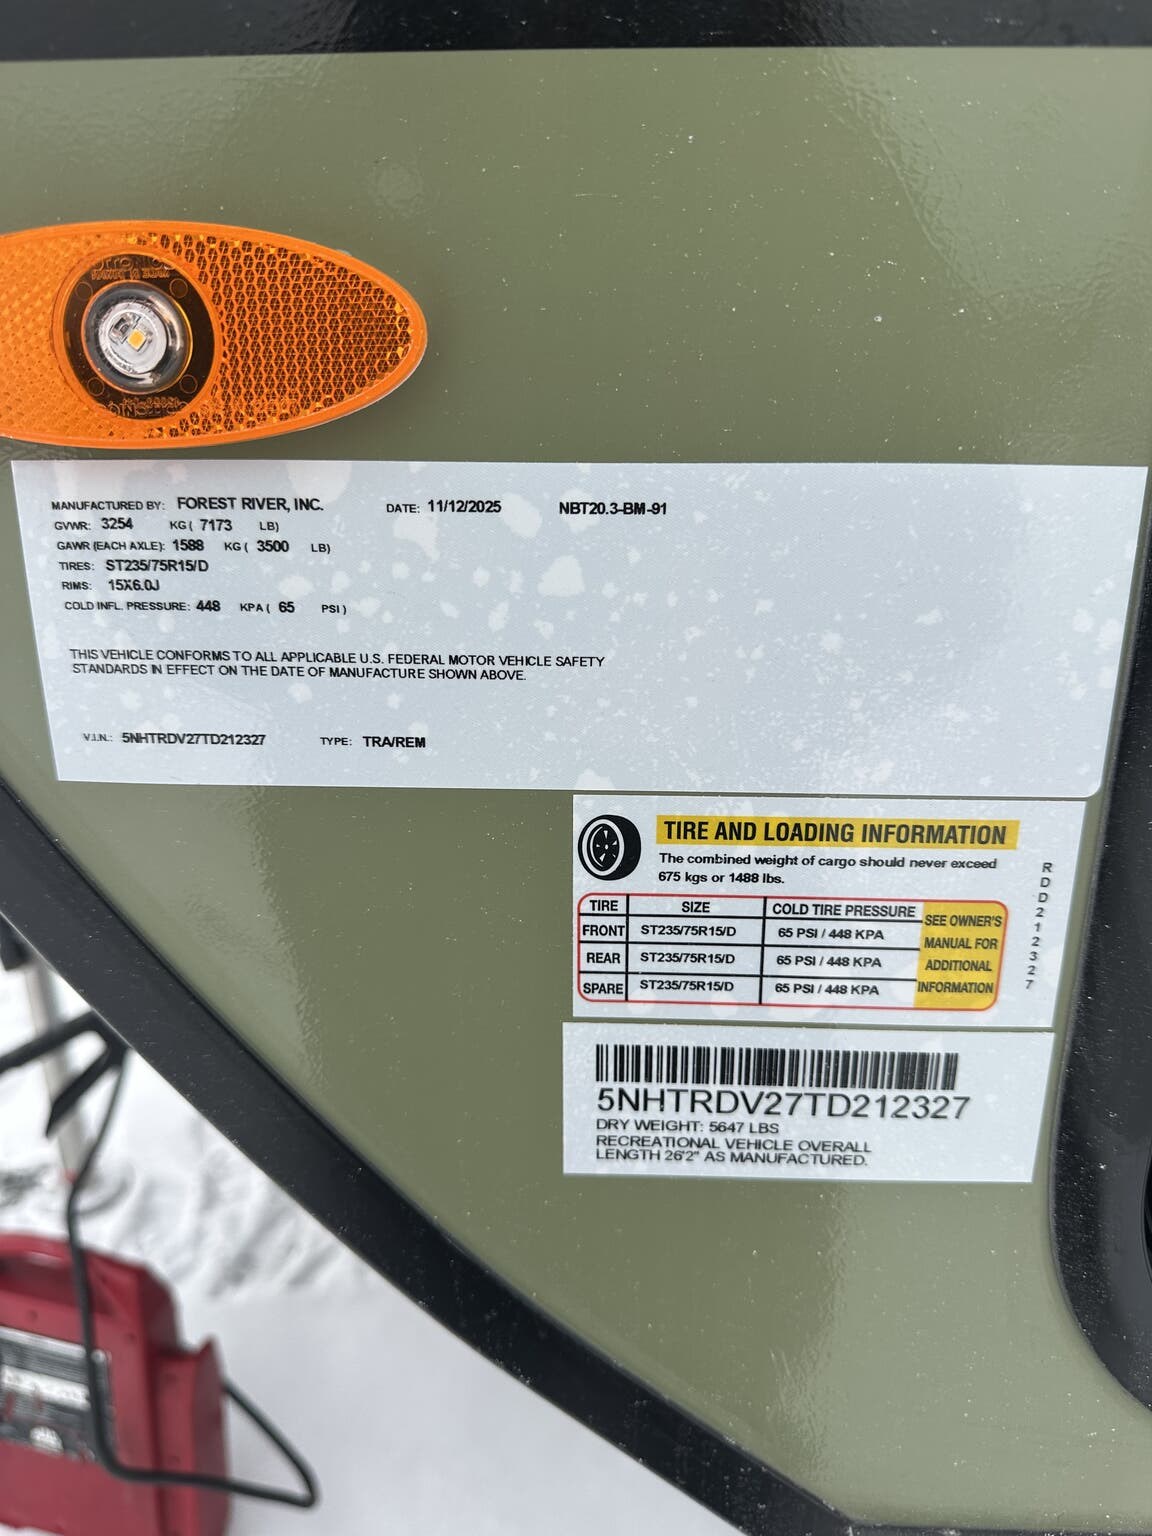 MANUFACTURED BY: FOREST RIVER, INC. DATE: 11/12/2025 NBT20.3-BM-91
GVWR: 3254 KG ( 7173 LB)
GAWR (EACH AXLE): 1588 KG ( 3500 LB)
TIRES: ST235/75R15/D
RIMS: 15X6.0J
COLD INFL. PRESSURE: 448 KPA ( 65 PSI )
THIS VEHICLE CONFORMS TO ALL APPLICABLE U.S. FEDERAL MOTOR VEHICLE SAFETY
STANDARDS IN EFFECT ON THE DATE OF MANUFACTURE SHOWN ABOVE.
V.I.N.: 5NHTRDV27TD212327 TYPE: TRA/REM
TIRE AND LOADING INFORMATION
The combined weight of cargo should never exceed
675 kgs or 1488 lbs.
TIRE SIZE COLD TIRE PRESSURE
FRONT ST235/75R15/D 65 PSI / 448 KPA
REAR ST235/75R15/D 65 PSI / 448 KPA
SPARE ST235/75R15/D 65 PSI / 448 KPA
SEE OWNER'S
MANUAL FOR
ADDITIONAL
INFORMATION
RDD212327
5NHTRDV27TD212327
DRY WEIGHT: 5647 LBS
RECREATIONAL VEHICLE OVERALL
LENGTH 26'2" AS MANUFACTURED.